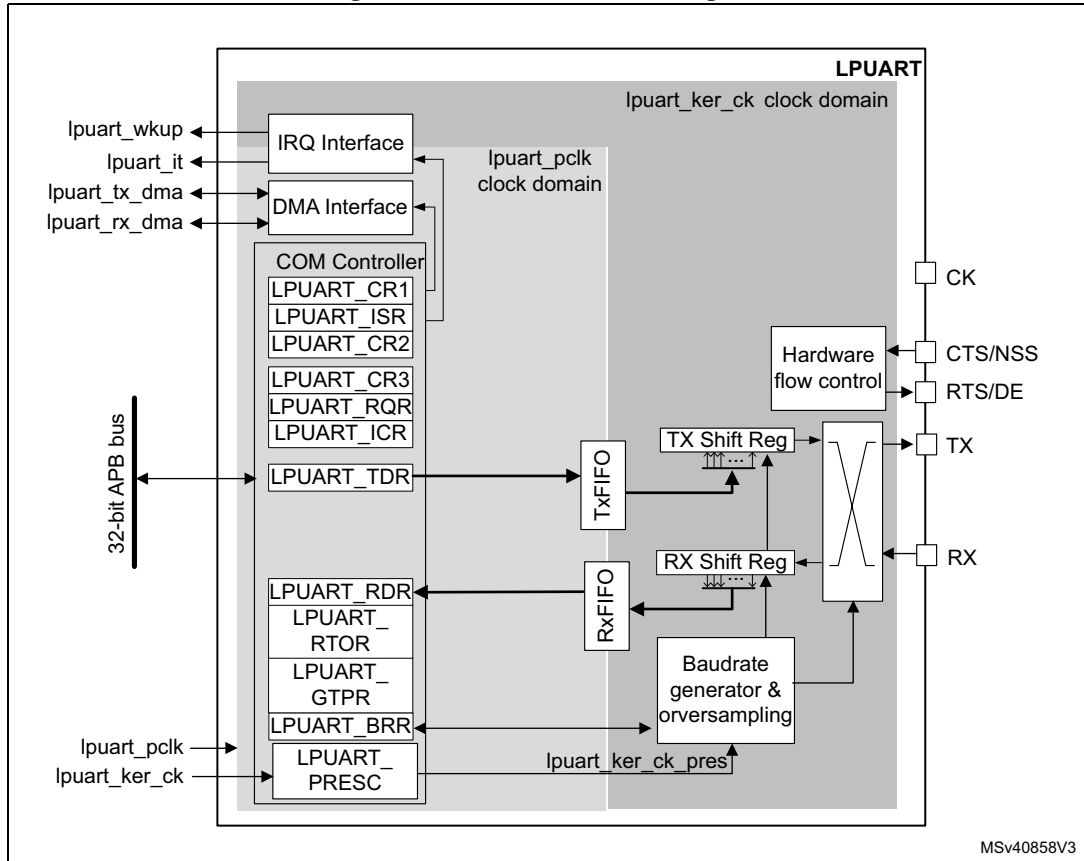 LPUART
lpuart_ker_ck clock domain
lpuart_wkup
IRQ Interface
lpuart_it
lpuart_pclk
clock domain
lpuart_tx_dma
DMA Interface
lpuart_rx_dma
COM Controller
LPUART_CR1
LPUART_ISR
LPUART_CR2
LPUART_CR3
LPUART_RQR
LPUART_ICR
LPUART_TDR
32-bit APB bus
TxFIFO
TX Shift Reg
...
Hardware
flow control
CK
CTS/NSS
RTS/DE
TX
RX
RX Shift Reg
...
RxFIFO
LPUART_RDR
LPUART_
RTOR
LPUART_
GTPR
LPUART_BRR
Baudrate
generator &
orversampling
lpuart_pclk
lpuart_ker_ck
LPUART_
PRESC
lpuart_ker_ck_pres
MSv40858V3